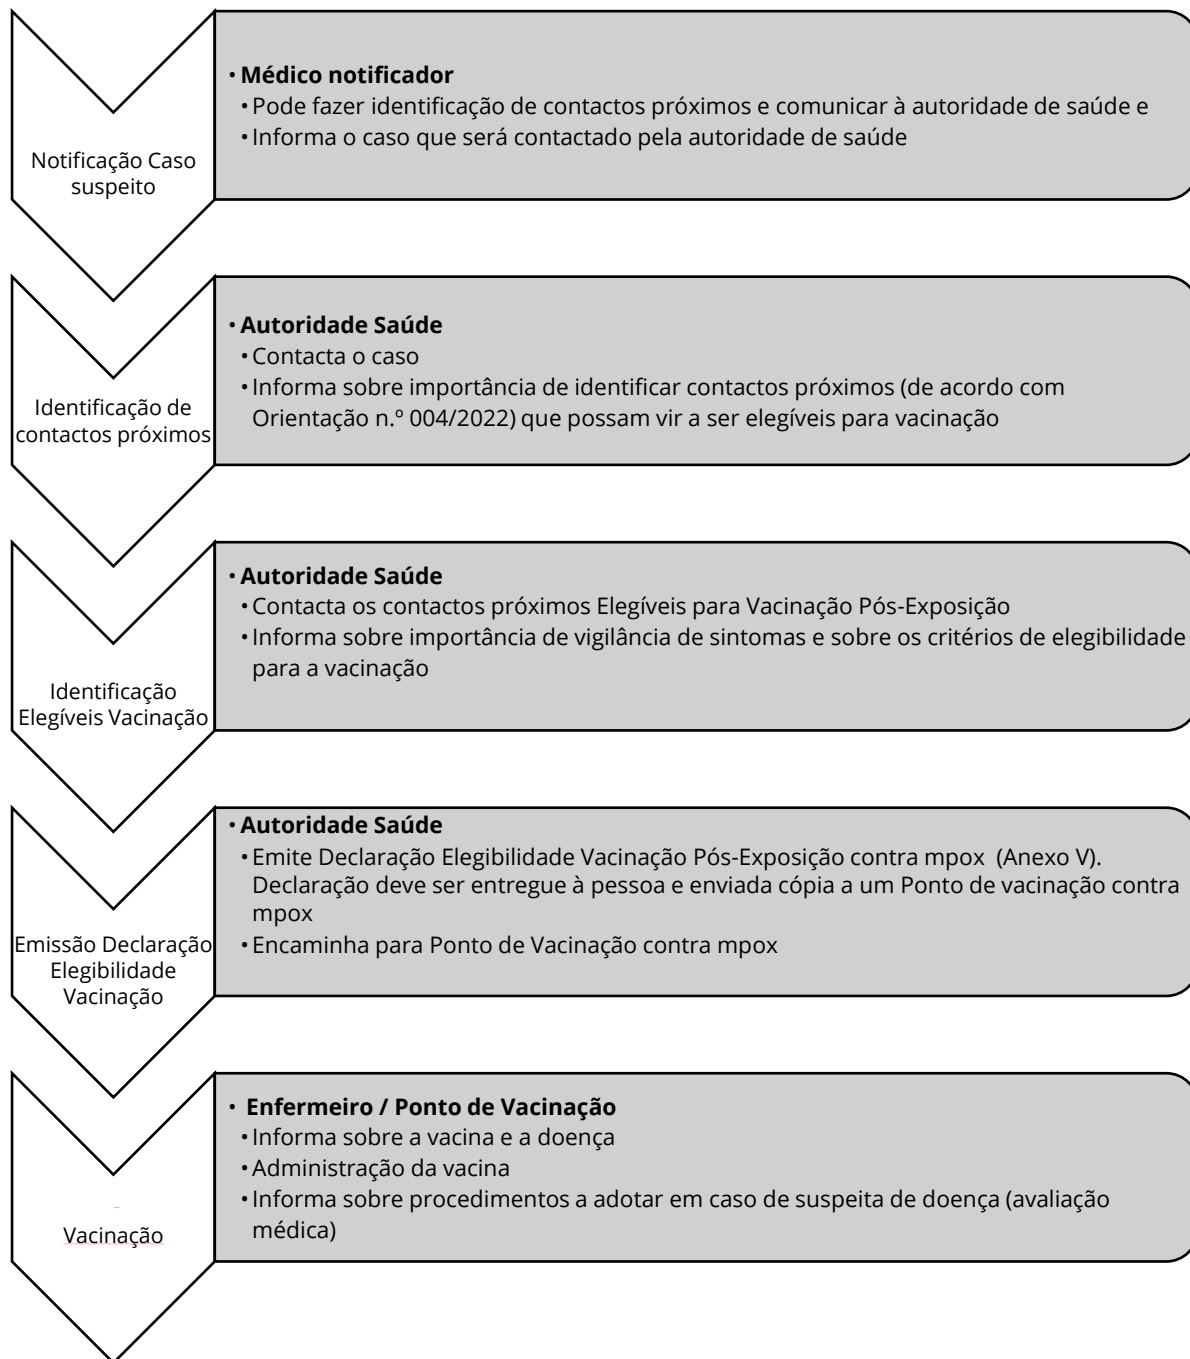 Notificação Caso
suspeito
• Médico notificador
• Pode fazer identificação de contactos próximos e comunicar à autoridade de saúde e
• Informa o caso que será contactado pela autoridade de saúde
Identificação de
contactos próximos
• Autoridade Saúde
• Contacta o caso
• Informa sobre importância de identificar contactos próximos (de acordo com
Orientação n.º 004/2022) que possam vir a ser elegíveis para vacinação
Identificação
Elegíveis Vacinação
• Autoridade Saúde
• Contacta os contactos próximos Elegíveis para Vacinação Pós-Exposição
• Informa sobre importância de vigilância de sintomas e sobre os critérios de elegibilidade
para a vacinação
Emissão Declaração
Elegibilidade
Vacinação
• Autoridade Saúde
• Emite Declaração Elegibilidade Vacinação Pós-Exposição contra mpox (Anexo V).
Declaração deve ser entregue à pessoa e enviada cópia a um Ponto de vacinação contra
mpox
• Encaminha para Ponto de Vacinação contra mpox
Vacinação
• Enfermeiro / Ponto de Vacinação
• Informa sobre a vacina e a doença
• Administração da vacina
• Informa sobre procedimentos a adotar em caso de suspeita de doença (avaliação
médica)